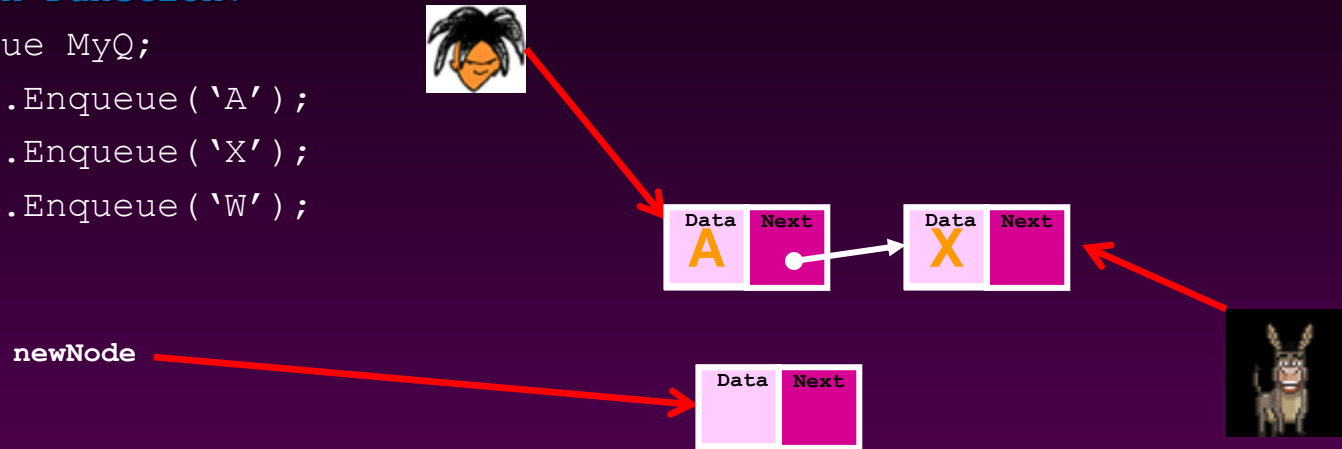 ue MyQ;
.Enqueue(‘A’);
.Enqueue(‘X’);
.Enqueue(‘W’);
Data Next Data Next
A X
newNode
Data Next